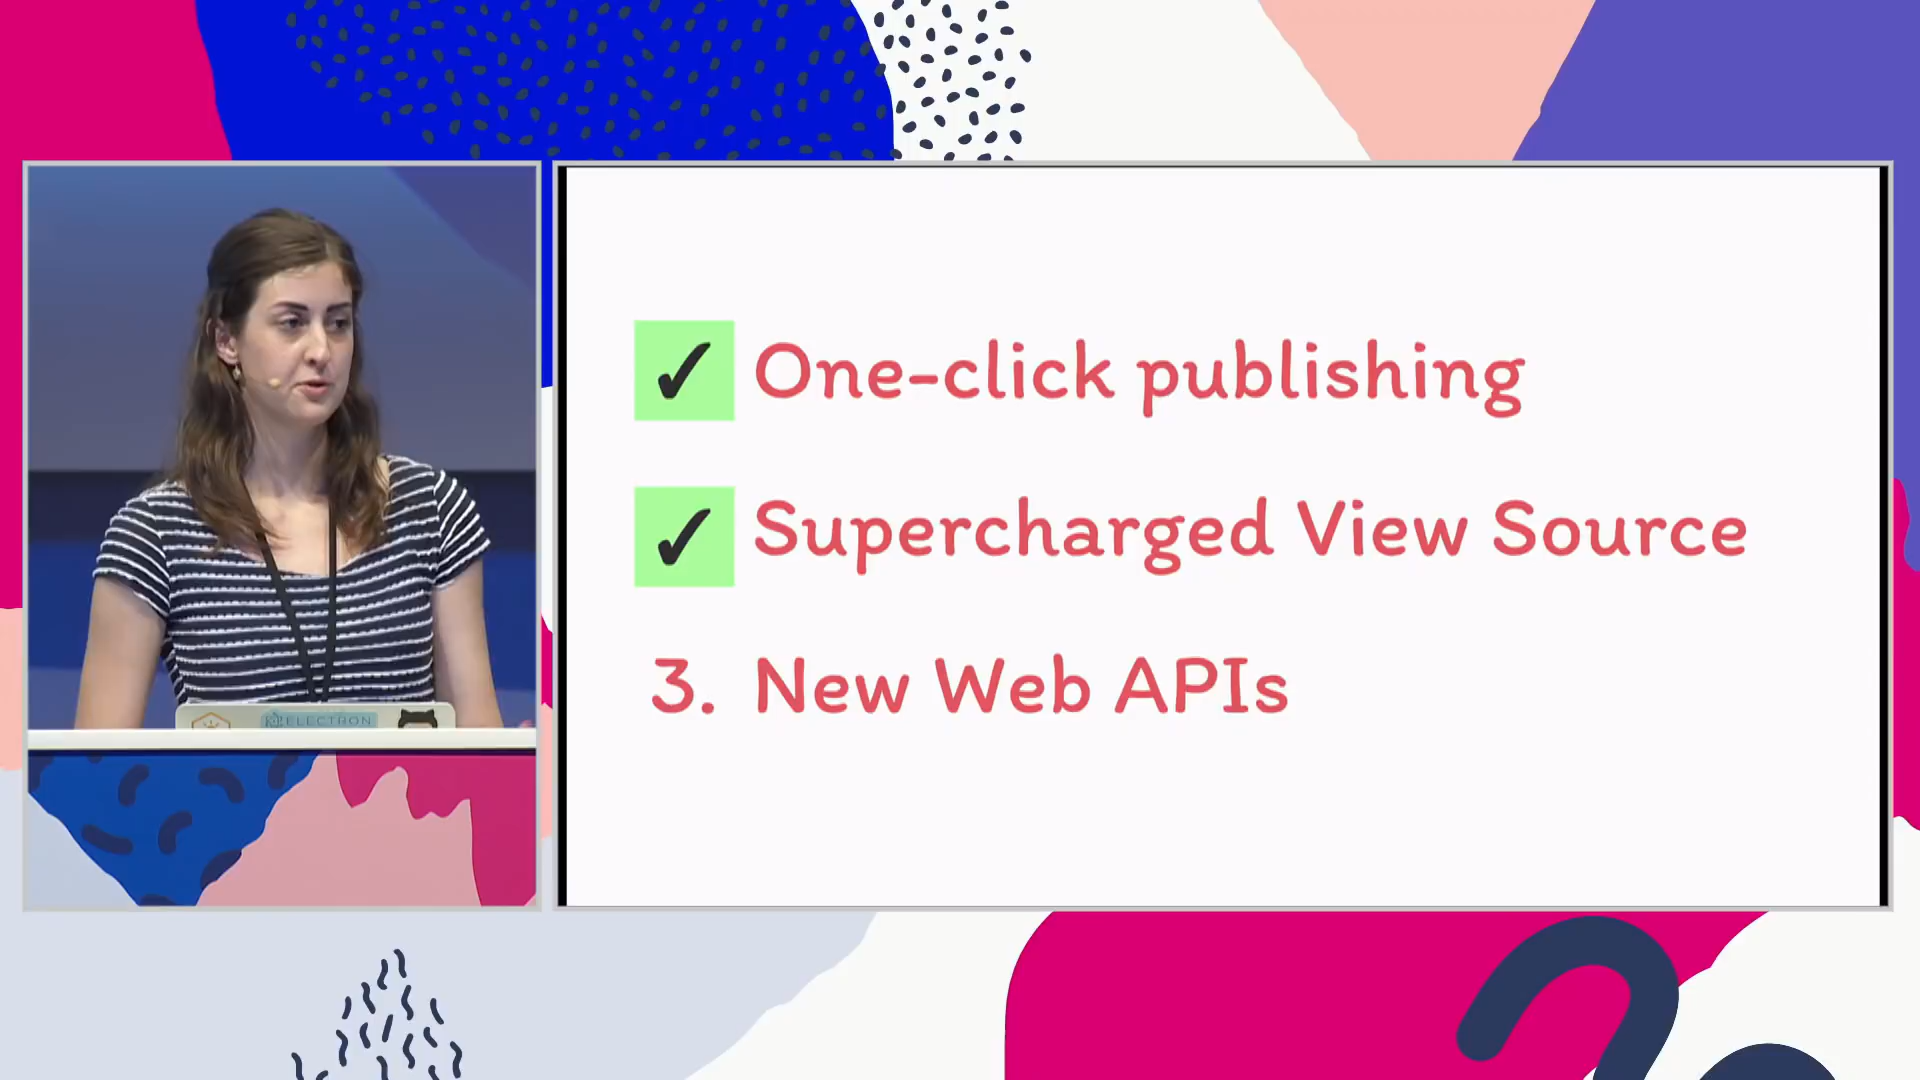 ✓ One-click publishing
✓ Supercharged View Source
3. New Web APIs
ELECTRON